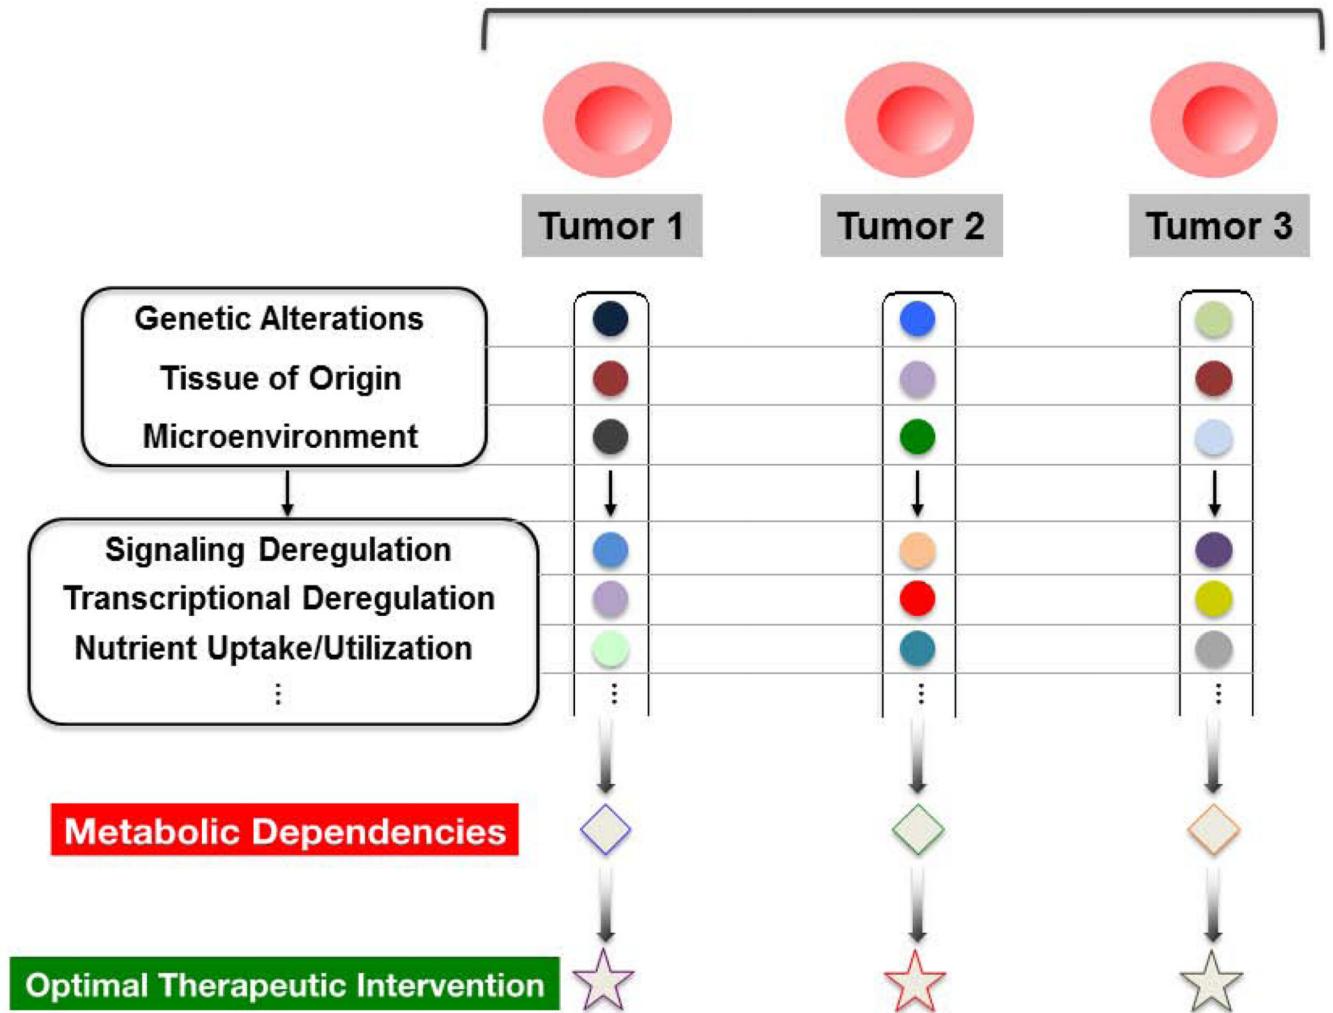 Tumor 1
Tumor 2
Tumor 3
Genetic Alterations
Tissue of Origin
Microenvironment
Signaling Deregulation
Transcriptional Deregulation
Nutrient Uptake/Utilization
⋮
⋮
⋮
⋮
Metabolic Dependencies
Optimal Therapeutic Intervention